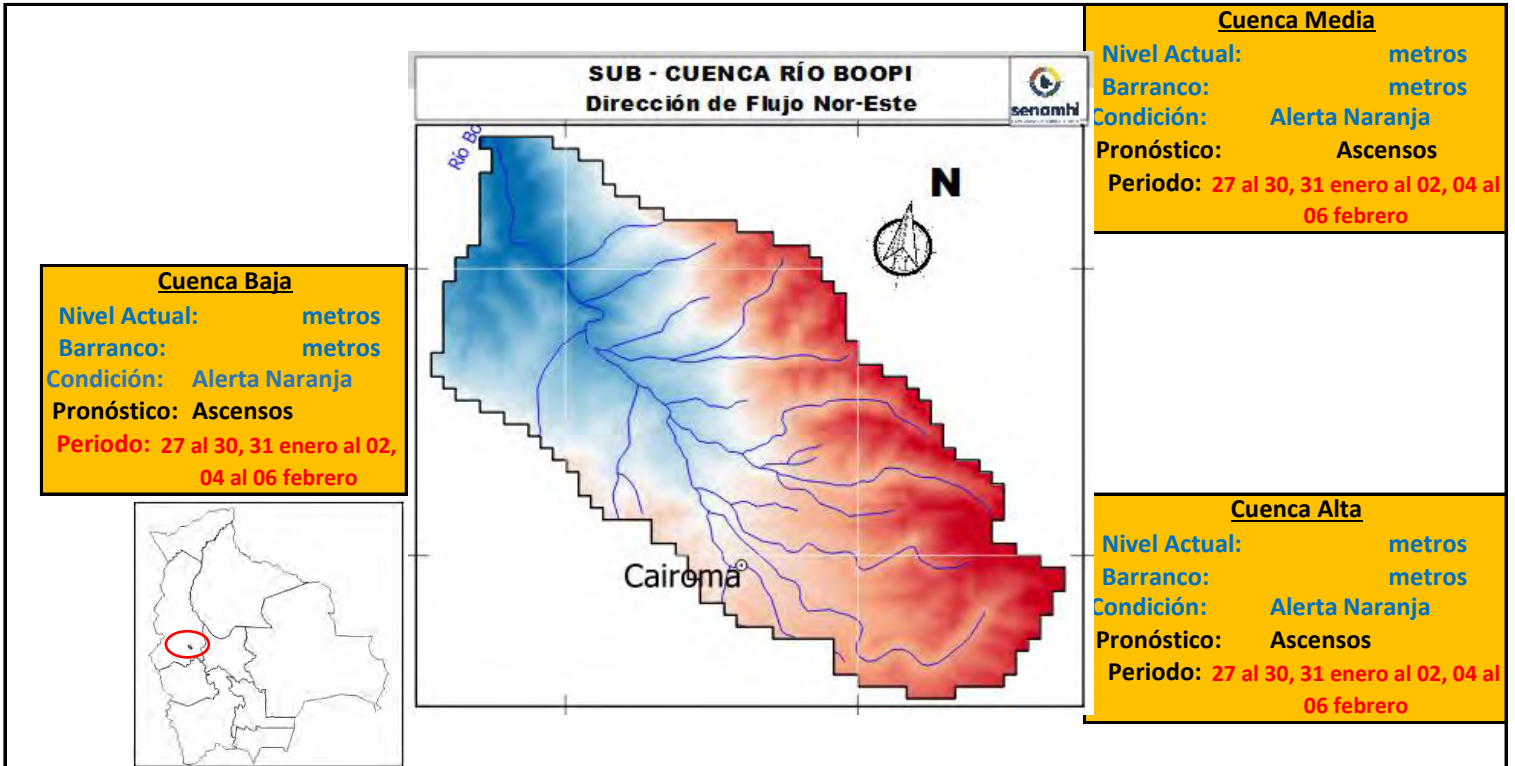 SUB - CUENCA RÍO BOOPI
Dirección de Flujo Nor-Este
senamhi
Río Bo
N
Cairoma
Cuenca Media
Nivel Actual: metros
Barranco: metros
Condición: Alerta Naranja
Pronóstico: Ascensos
Periodo: 27 al 30, 31 enero al 02, 04 al
06 febrero
Cuenca Baja
Nivel Actual: metros
Barranco: metros
Condición: Alerta Naranja
Pronóstico: Ascensos
Periodo: 27 al 30, 31 enero al 02,
04 al 06 febrero
Cuenca Alta
Nivel Actual: metros
Barranco: metros
Condición: Alerta Naranja
Pronóstico: Ascensos
Periodo: 27 al 30, 31 enero al 02, 04 al
06 febrero